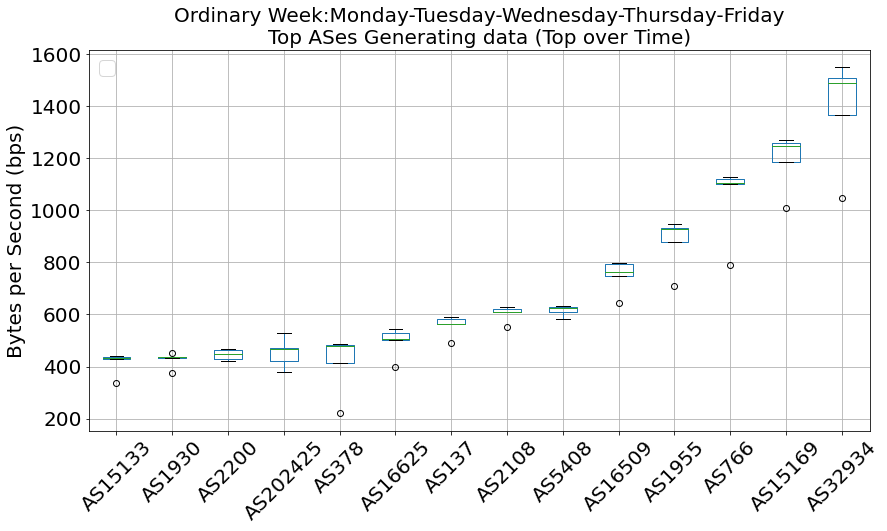 Ordinary Week:Monday-Tuesday-Wednesday-Thursday-Friday
Top ASes Generating data (Top over Time)
Bytes per Second (bps)
1600
1400
1200
1000
800
600
400
200
AS15133
AS1930
AS2200
AS202425
AS378
AS16625
AS137
AS2108
AS5408
AS16509
AS1955
AS766
AS15169
AS32934